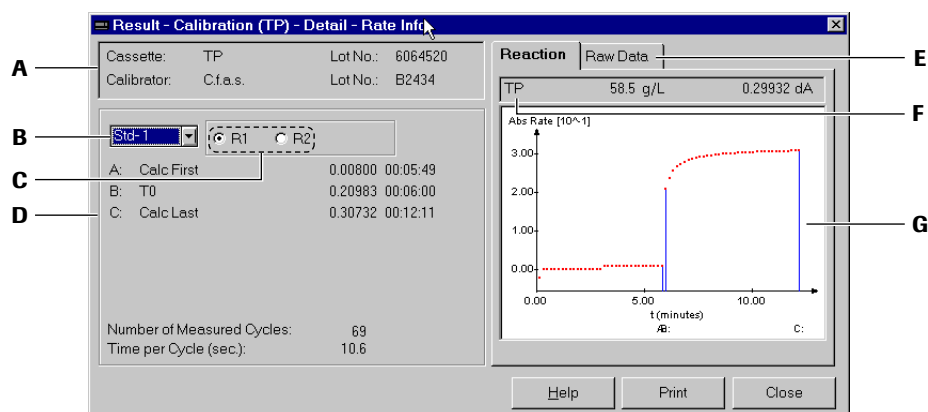 Result - Calibration (TP) - Detail - Rate Info
A
Cassette: TP Lot No.: 6064520
Calibrator: C.f.a.s. Lot No.: B2434
B
Std- 1 R1 R2
C
A: Calc First 0.00800 00:05:49
B: T0 0.20983 00:06:00
D
C: Calc Last 0.30732 00:12:11
Number of Measured Cycles: 69
Time per Cycle (sec.): 10.6
Reaction Raw Data
E
TP 58.5 g/L 0.29932 dA
F
Abs Rate [10^-1]
3.00
2.00
1.00
0.00
G
0.00 5.00 10.00
t (minutes)
AB: C:
Help Print Close